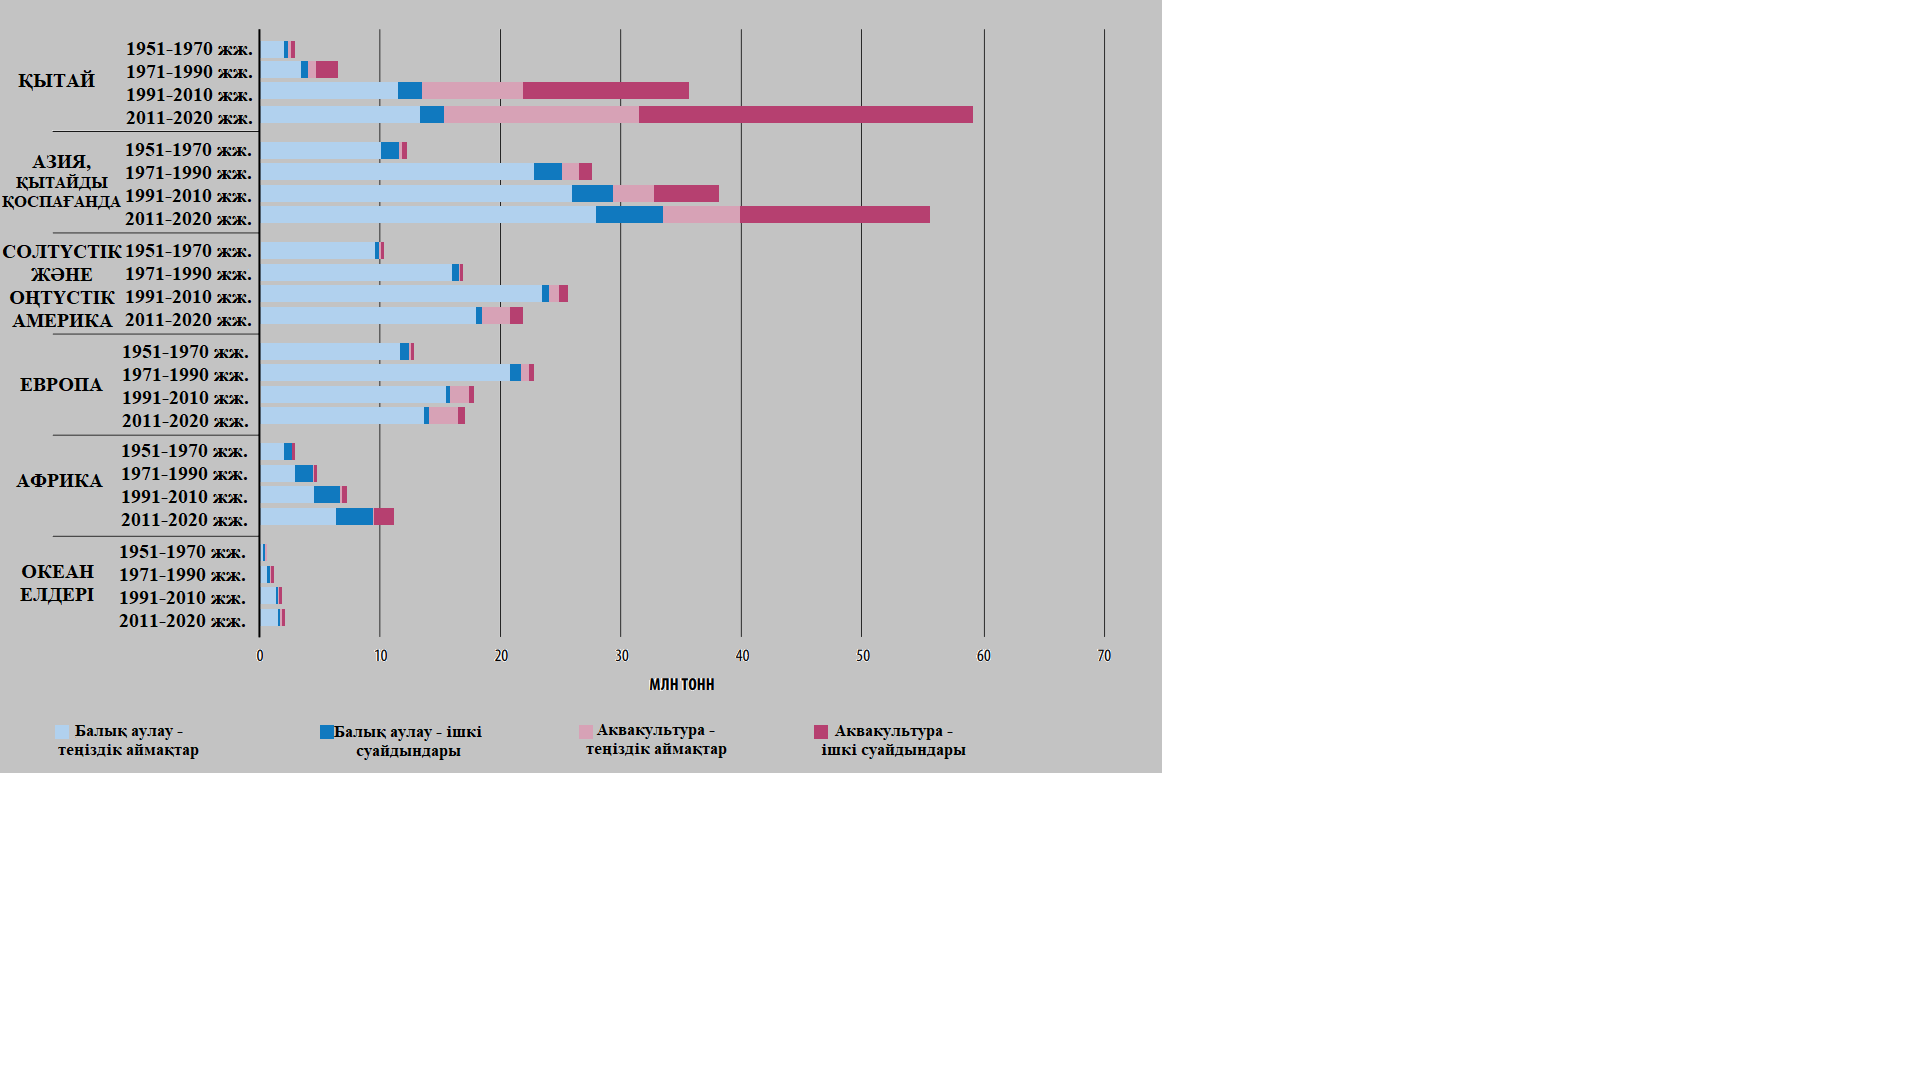 ҚЫТАЙ
1951-1970 жж.
1971-1990 жж.
1991-2010 жж.
2011-2020 жж.
АЗИЯ,
ҚЫТАЙДЫ
ҚОСПАҒАНДА
1951-1970 жж.
1971-1990 жж.
1991-2010 жж.
2011-2020 жж.
СОЛТҮСТІК
ЖӘНЕ
ОҢТҮСТІК
АМЕРИКА
1951-1970 жж.
1971-1990 жж.
1991-2010 жж.
2011-2020 жж.
ЕВРОПА
1951-1970 жж.
1971-1990 жж.
1991-2010 жж.
2011-2020 жж.
АФРИКА
1951-1970 жж.
1971-1990 жж.
1991-2010 жж.
2011-2020 жж.
ОКЕАН
ЕЛДЕРІ
1951-1970 жж.
1971-1990 жж.
1991-2010 жж.
2011-2020 жж.
0 10 20 30 40 50 60 70
МЛН ТОНН
Балық аулау -
теңіздік аймақтар
Балық аулау - ішкі
суайдындары
Аквакультура -
теңіздік аймақтар
Аквакультура -
ішкі суайдындары